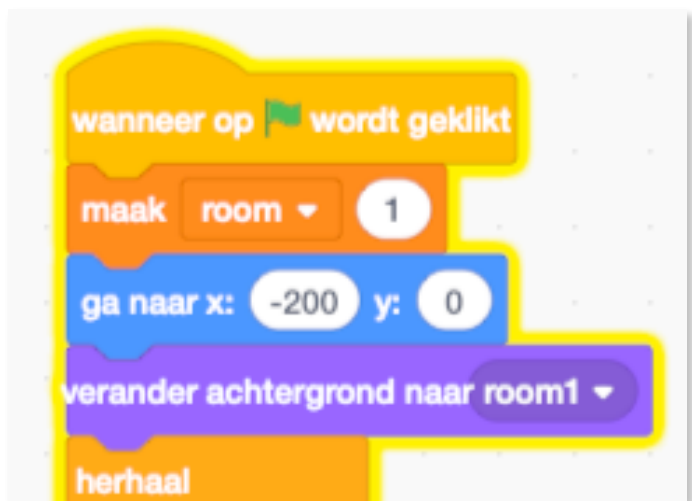 wanneer op wordt geklikt
maak room 1
ga naar x: -200 y: 0
verander achtergrond naar room1
herhaal